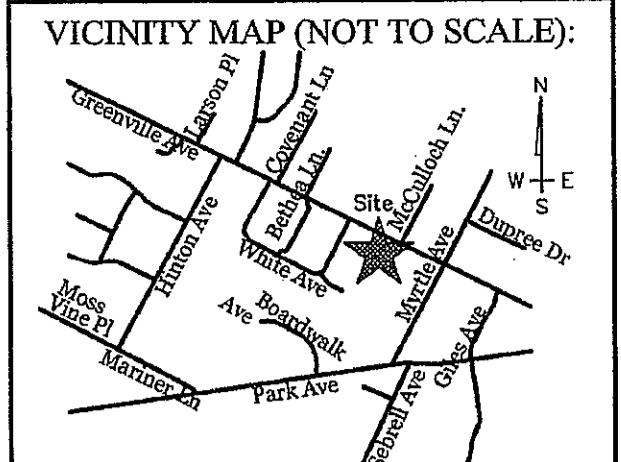 VICINITY MAP (NOT TO SCALE):
Larson Pl
Greenville Ave
Covenant Ln
N
Bethea Ln.
McCulloch Ln.
W E
S
Site
Dupree Dr
White Ave
Hinton Ave
Myrtle Ave
Moss
Vine Pl
Boardwalk
Ave
Giles Ave
Mariner Ln
Park Ave
Sebrell Ave